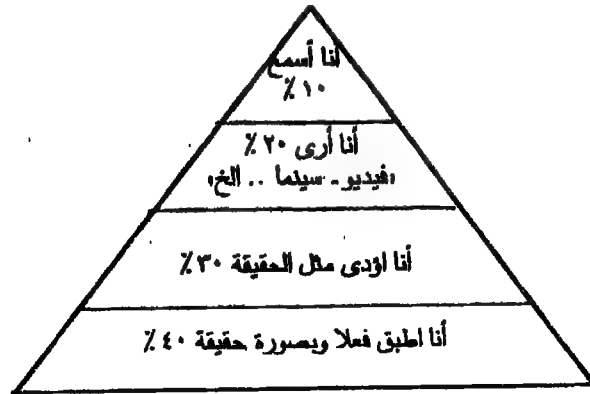 أنا أسمع
١٠ ٪
أنا أرى ٢٠ ٪
«فيديو - سينما .. الخ»
أنا اؤدى مثل الحقيقة ٣٠ ٪
أنا اطبق فعلا وبصورة حقيقة ٤٠ ٪